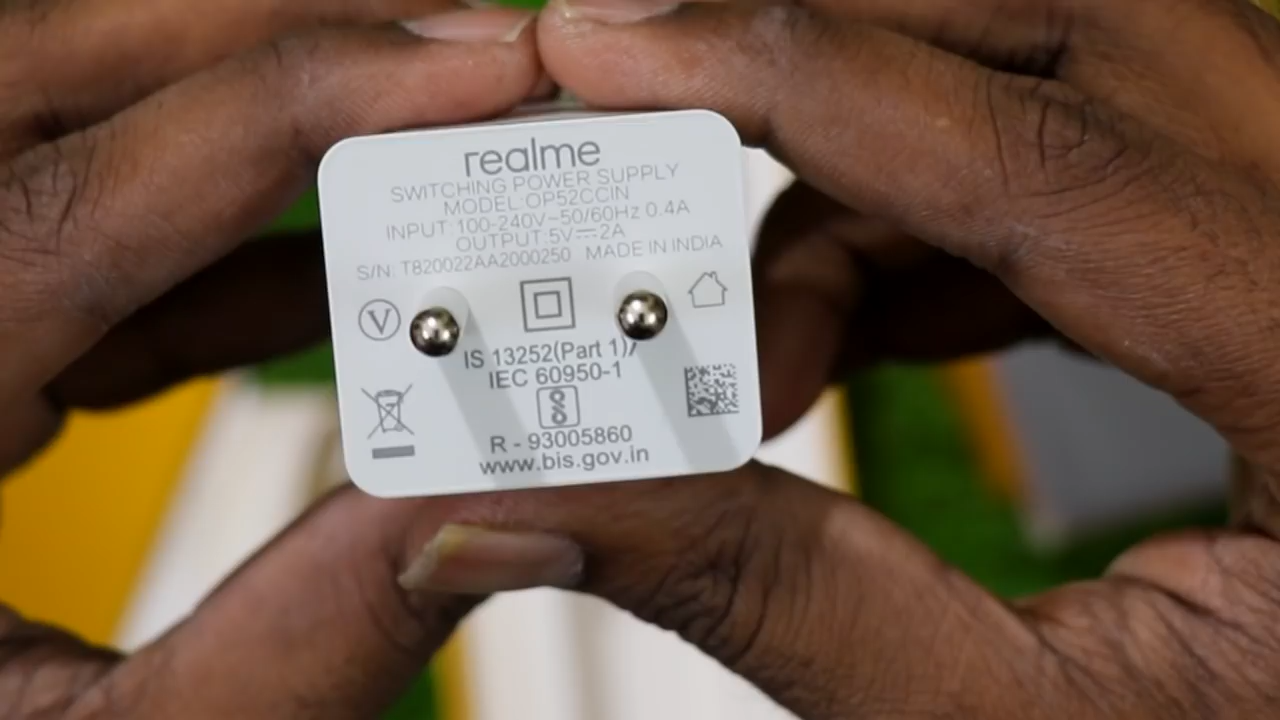 realme
SWITCHING POWER SUPPLY
MODEL:OP52CCIN
INPUT:100-240V~50/60Hz 0.4A
OUTPUT:5V⎓2A
S/N: T820022AA2000250 MADE IN INDIA
V
IS 13252(Part 1)/
IEC 60950-1
R - 93005860
www.bis.gov.in